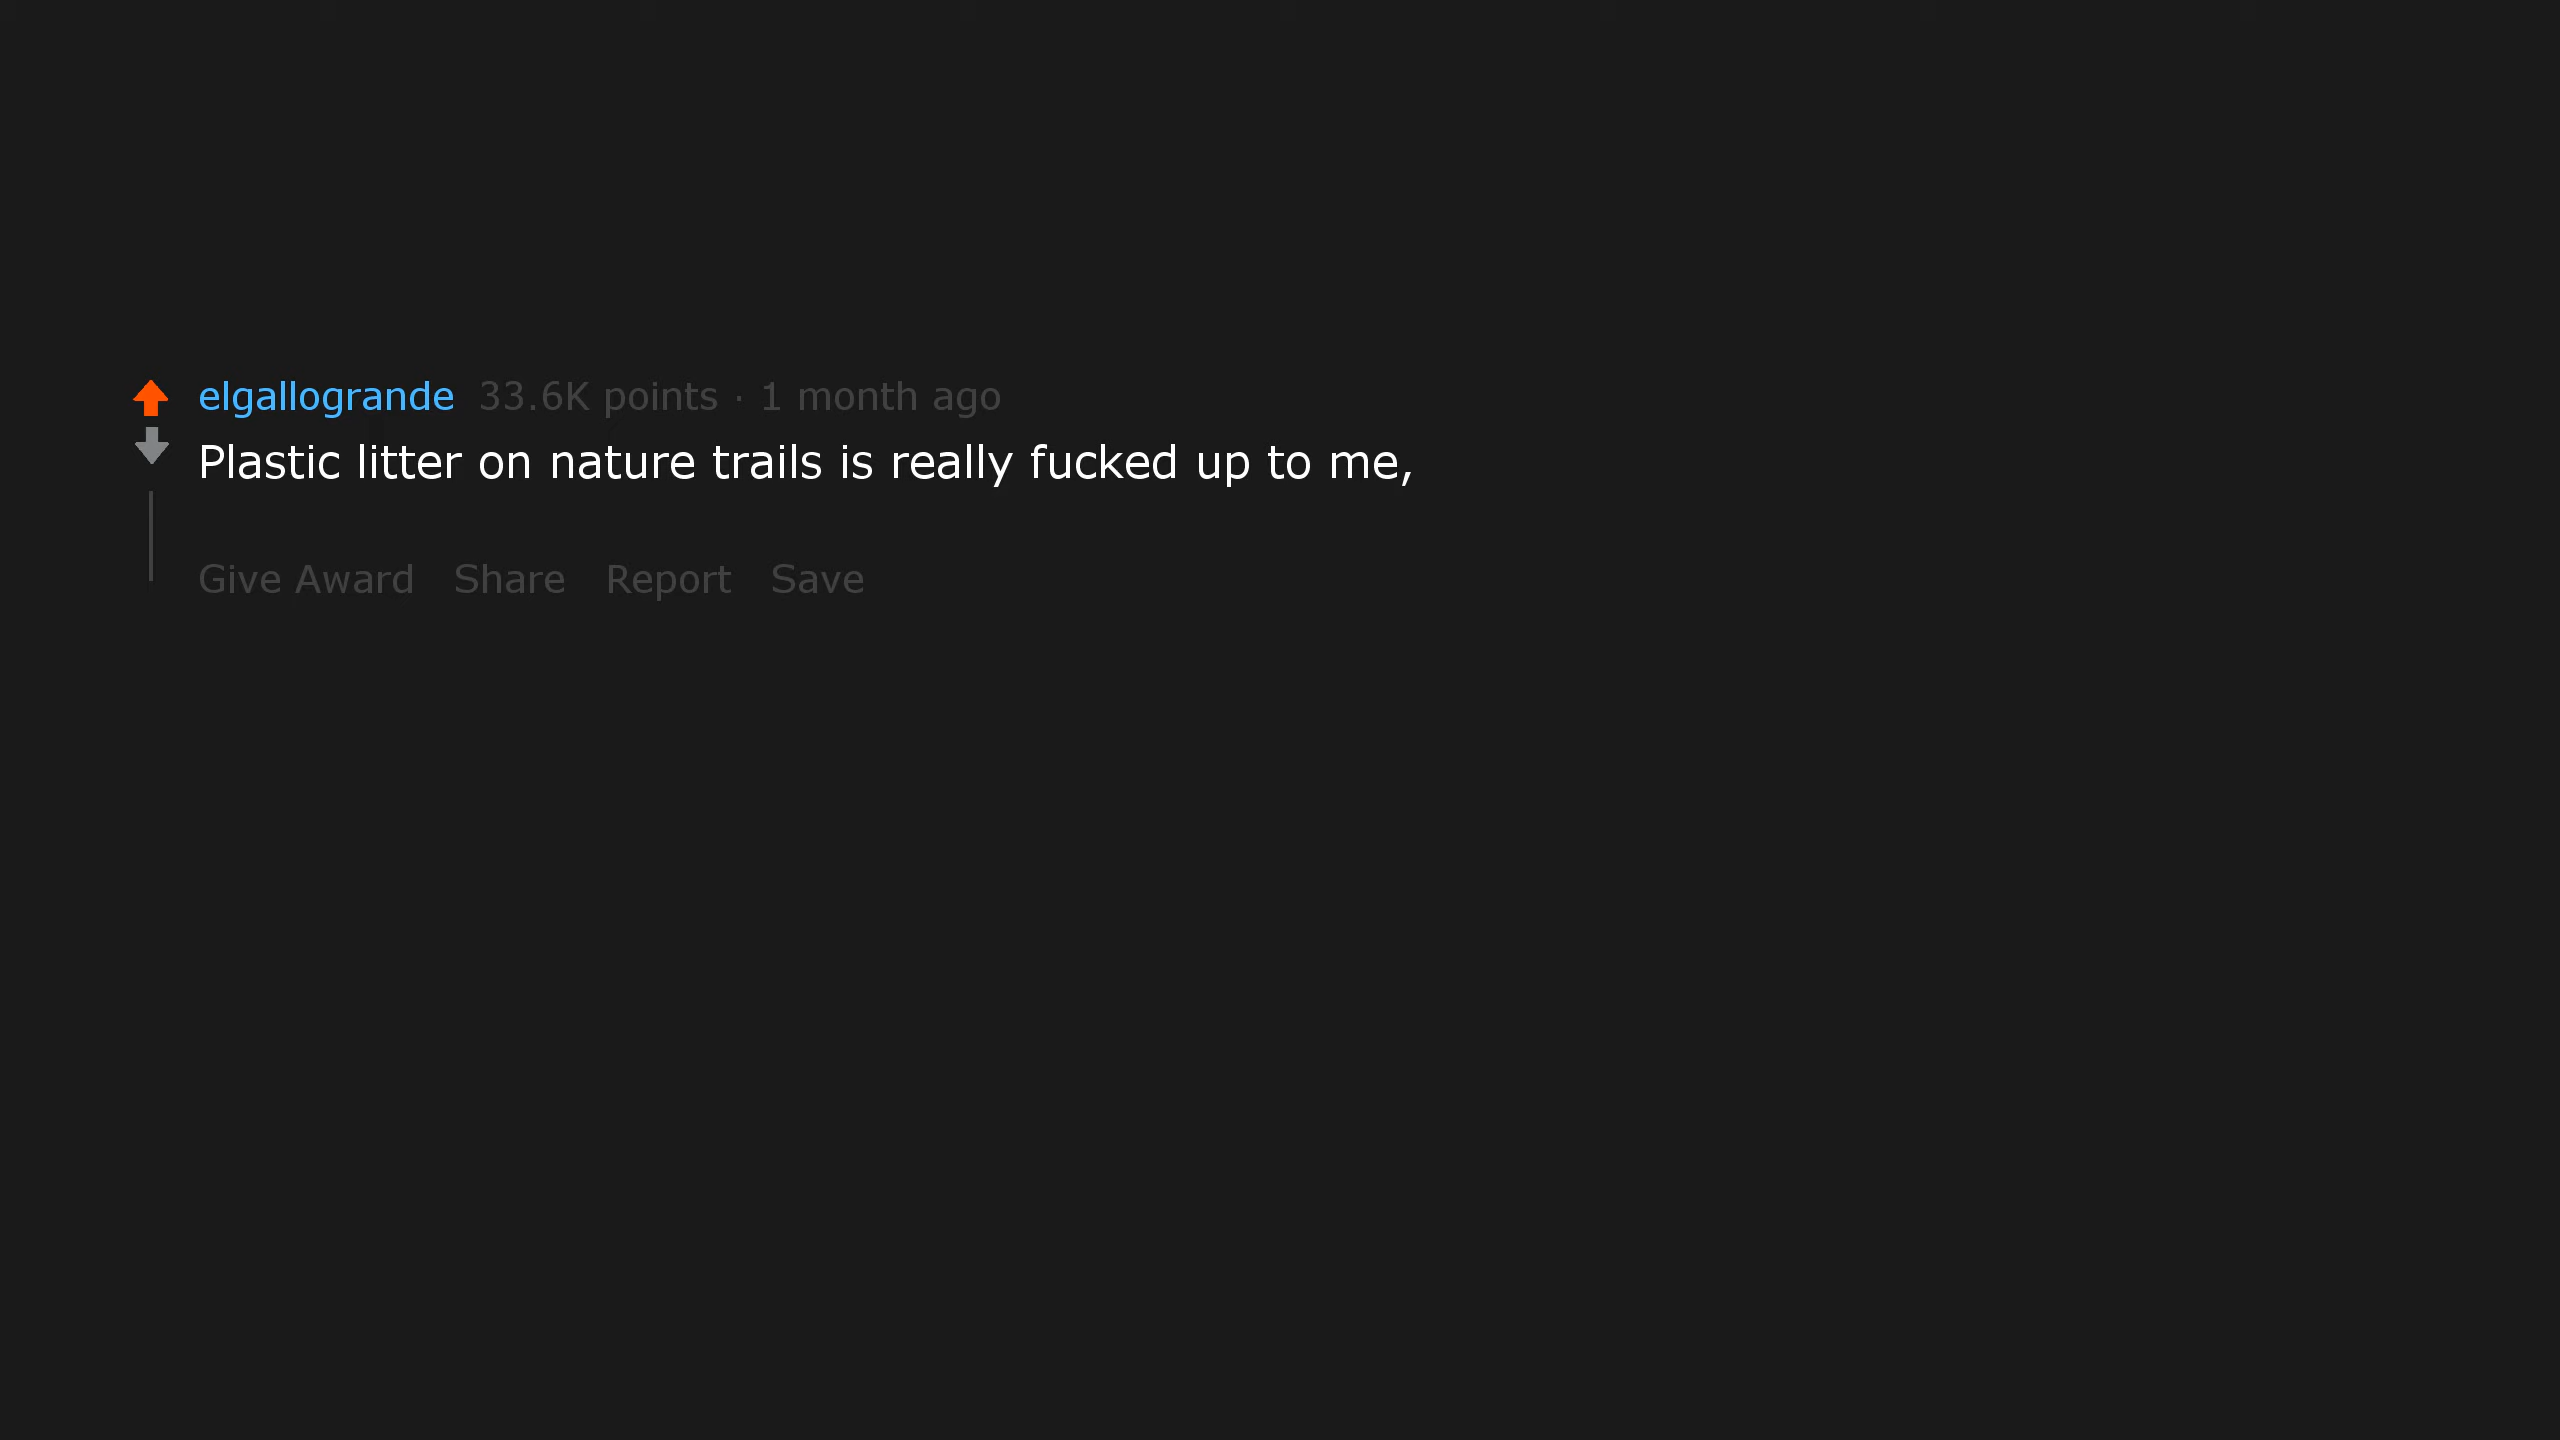 elgallogrande 33.6K points · 1 month ago
Plastic litter on nature trails is really fucked up to me,
Give Award Share Report Save